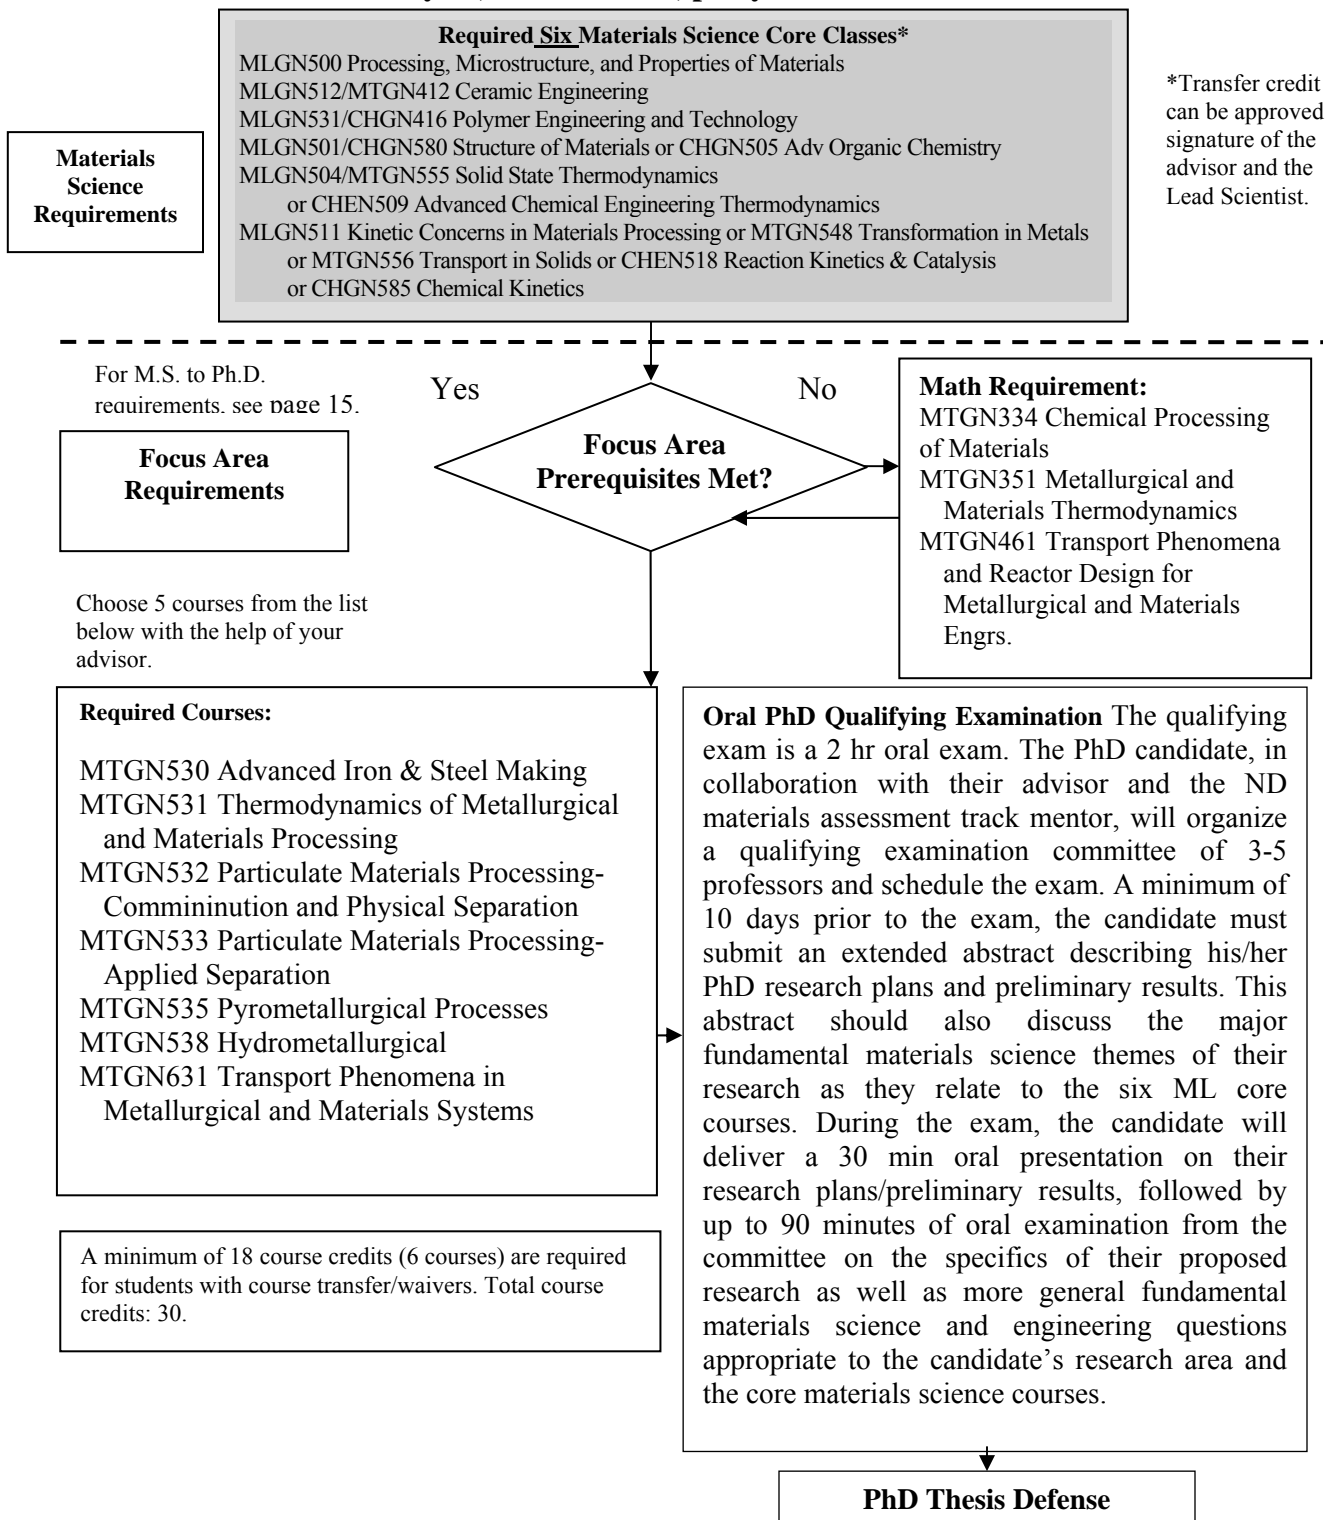 Required Six Materials Science Core Classes*
MLGN500 Processing, Microstructure, and Properties of Materials
MLGN512/MTGN412 Ceramic Engineering
MLGN531/CHGN416 Polymer Engineering and Technology
MLGN501/CHGN580 Structure of Materials or CHGN505 Adv Organic Chemistry
MLGN504/MTGN555 Solid State Thermodynamics
or CHEN509 Advanced Chemical Engineering Thermodynamics
MLGN511 Kinetic Concerns in Materials Processing or MTGN548 Transformation in Metals
or MTGN556 Transport in Solids or CHEN518 Reaction Kinetics & Catalysis
or CHGN585 Chemical Kinetics
*Transfer credit
can be approved
signature of the
advisor and the
Lead Scientist.
Materials
Science
Requirements
For M.S. to Ph.D.
requirements, see page 15.
Yes
No
Focus Area
Requirements
Focus Area
Prerequisites Met?
Math Requirement:
MTGN334 Chemical Processing
of Materials
MTGN351 Metallurgical and
Materials Thermodynamics
MTGN461 Transport Phenomena
and Reactor Design for
Metallurgical and Materials
Engrs.
Choose 5 courses from the list
below with the help of your
advisor.
Required Courses:
MTGN530 Advanced Iron & Steel Making
MTGN531 Thermodynamics of Metallurgical
and Materials Processing
MTGN532 Particulate Materials Processing-
Commininution and Physical Separation
MTGN533 Particulate Materials Processing-
Applied Separation
MTGN535 Pyrometallurgical Processes
MTGN538 Hydrometallurgical
MTGN631 Transport Phenomena in
Metallurgical and Materials Systems
A minimum of 18 course credits (6 courses) are required
for students with course transfer/waivers. Total course
credits: 30.
Oral PhD Qualifying Examination The qualifying
exam is a 2 hr oral exam. The PhD candidate, in
collaboration with their advisor and the ND
materials assessment track mentor, will organize
a qualifying examination committee of 3-5
professors and schedule the exam. A minimum of
10 days prior to the exam, the candidate must
submit an extended abstract describing his/her
PhD research plans and preliminary results. This
abstract should also discuss the major
fundamental materials science themes of their
research as they relate to the six ML core
courses. During the exam, the candidate will
deliver a 30 min oral presentation on their
research plans/preliminary results, followed by
up to 90 minutes of oral examination from the
committee on the specifics of their proposed
research as well as more general fundamental
materials science and engineering questions
appropriate to the candidate's research area and
the core materials science courses.
PhD Thesis Defense